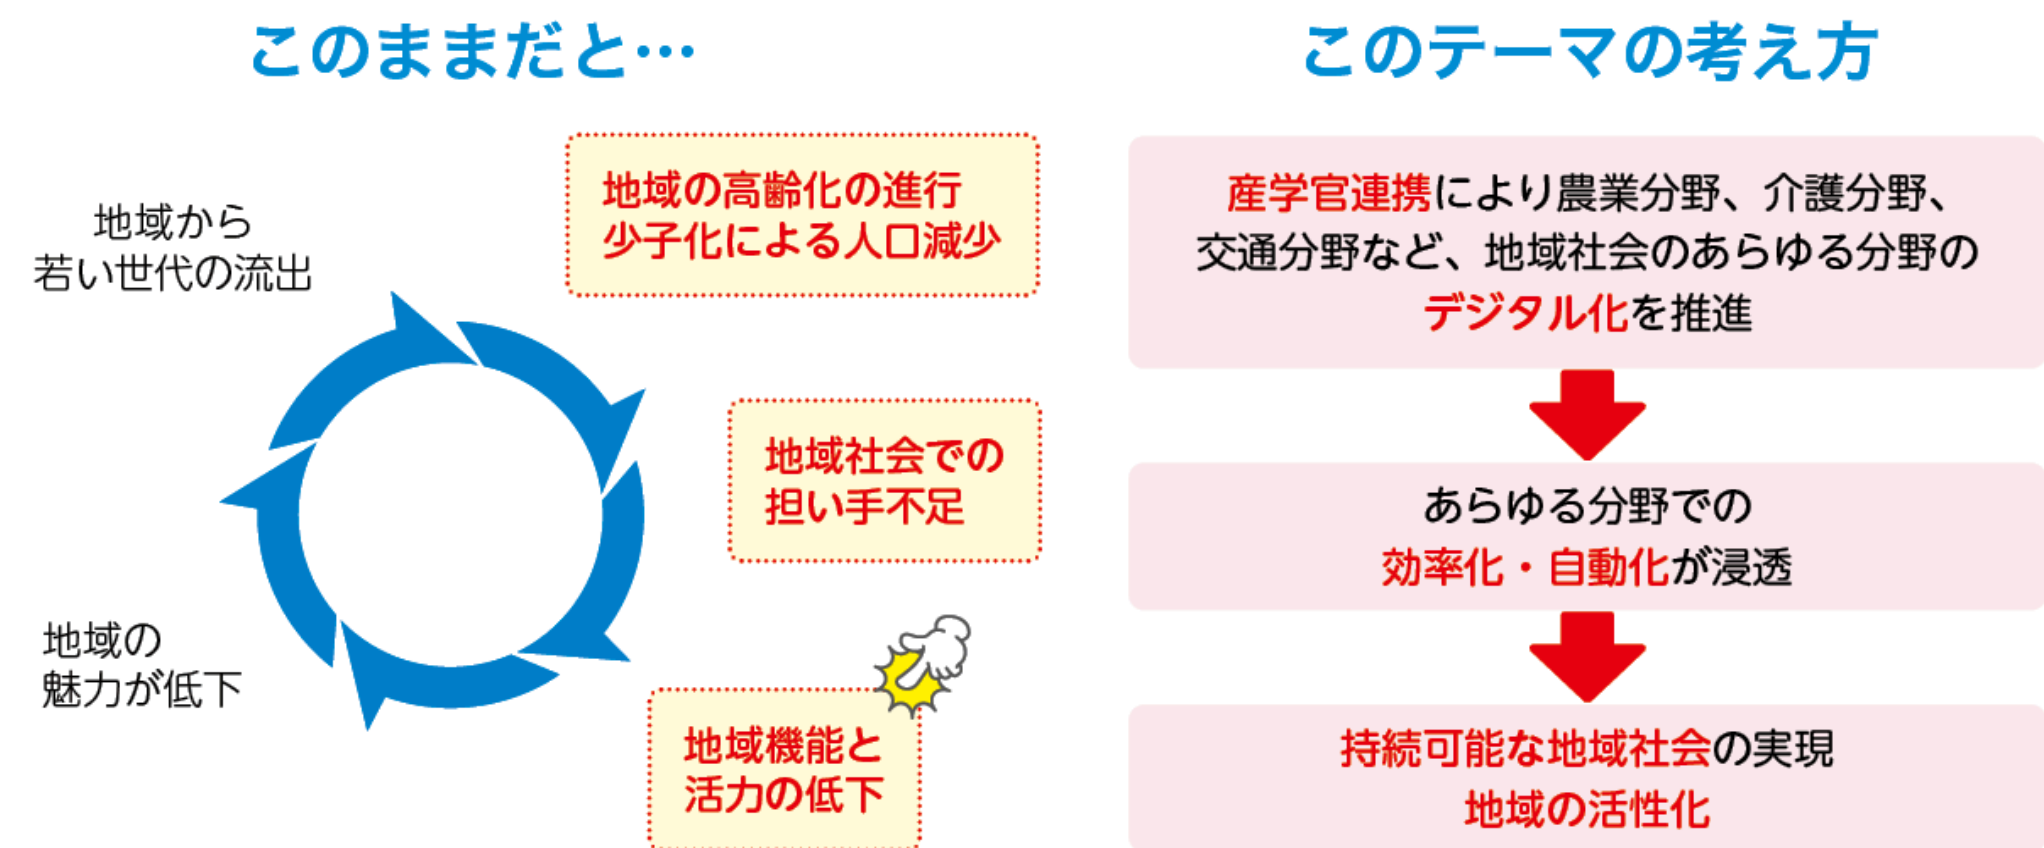 このままだと…
地域の高齢化の進行
少子化による人口減少
地域社会での
担い手不足
地域機能と
活力の低下
地域の
魅力が低下
地域から
若い世代の流出
このテーマの考え方
産学官連携により農業分野、介護分野、
交通分野など、地域社会のあらゆる分野の
デジタル化を推進
あらゆる分野での
効率化・自動化が浸透
持続可能な地域社会の実現
地域の活性化